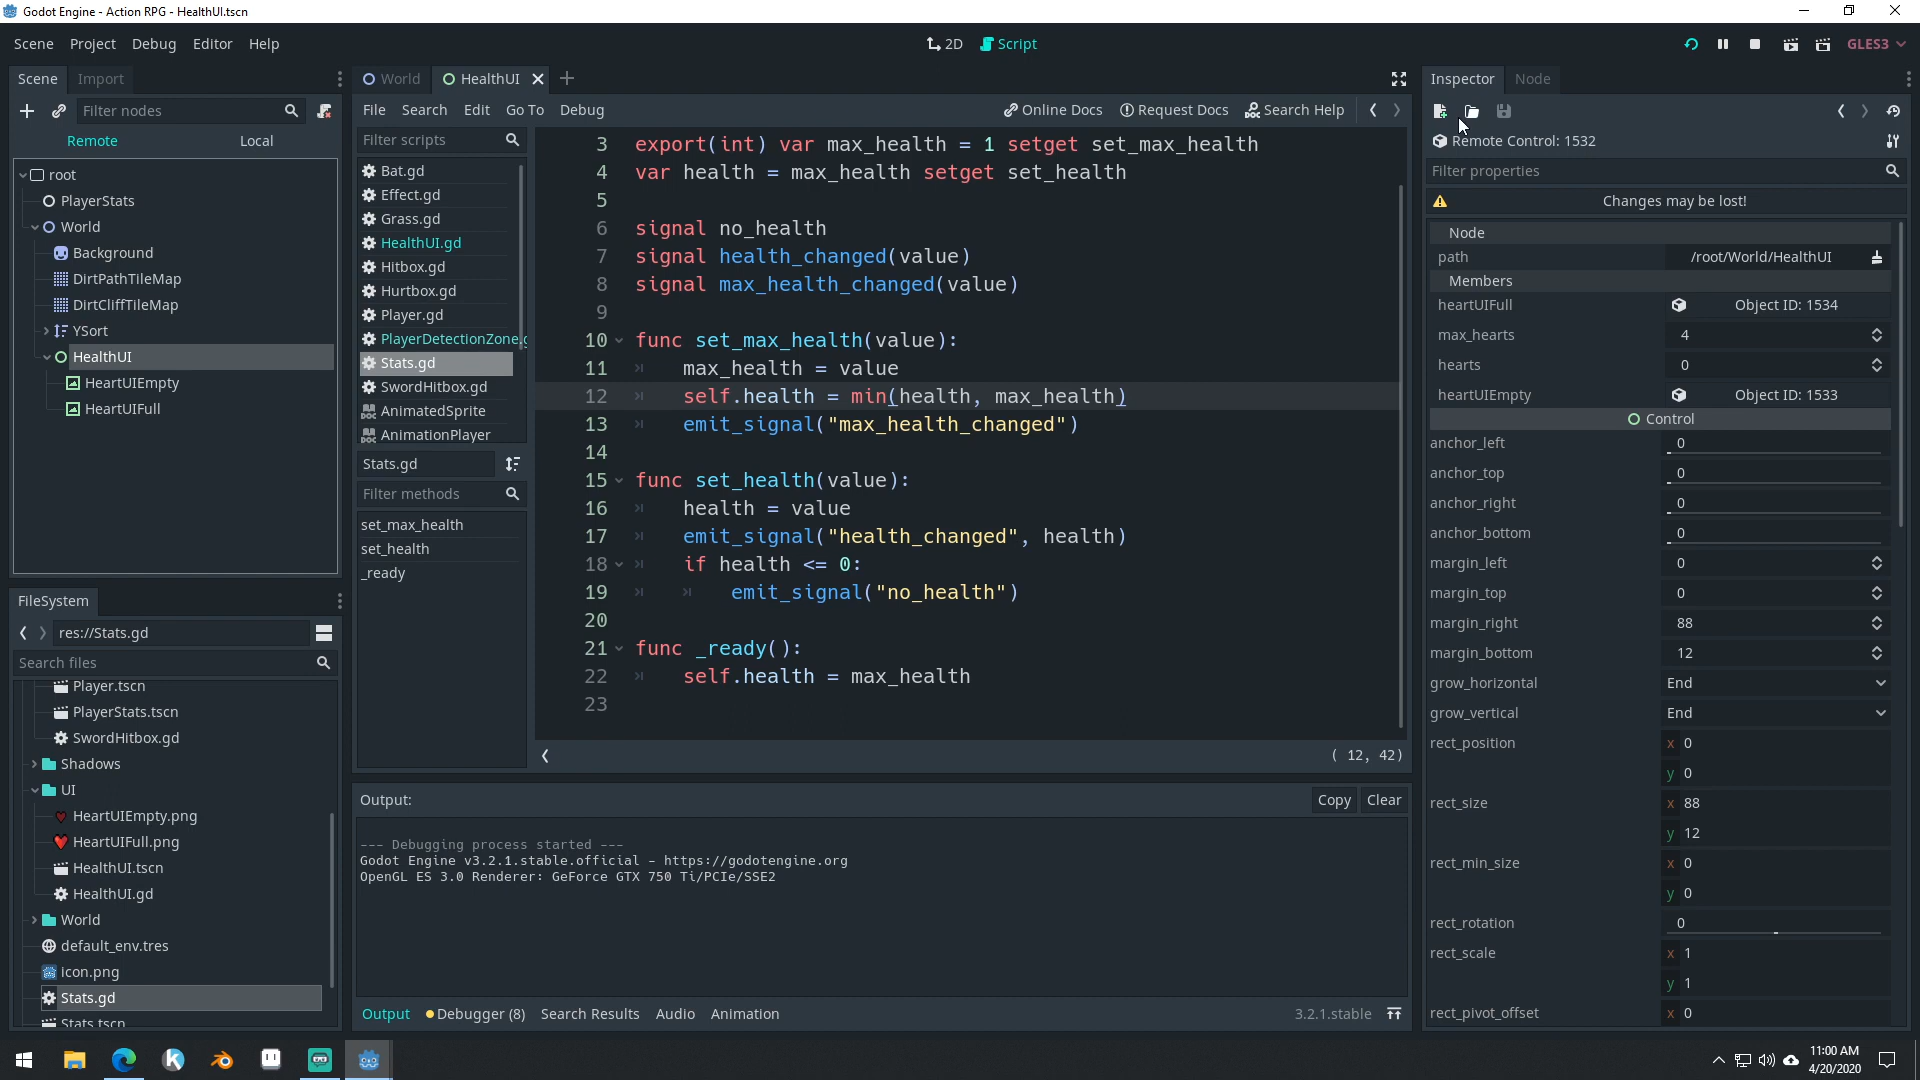 Godot Engine - Action RPG - HealthUI.tscn
Scene Project Debug Editor Help
2D Script
GLES3
Scene Import
Filter nodes
Remote Local
root
PlayerStats
World
Background
DirtPathTileMap
DirtCliffTileMap
YSort
HealthUI
HeartUIEmpty
HeartUIFull
FileSystem
res://Stats.gd
Search files
Player.tscn
PlayerStats.tscn
SwordHitbox.gd
Shadows
UI
HeartUIEmpty.png
HeartUIFull.png
HealthUI.tscn
HealthUI.gd
World
default_env.tres
icon.png
Stats.gd
Stats.tscn
World HealthUI
File Search Edit Go To Debug
Online Docs Request Docs Search Help
Filter scripts
Bat.gd
Effect.gd
Grass.gd
HealthUI.gd
Hitbox.gd
Hurtbox.gd
Player.gd
PlayerDetectionZone.g
Stats.gd
SwordHitbox.gd
AnimatedSprite
AnimationPlayer
Stats.gd
Filter methods
set_max_health
set_health
_ready
3 export(int) var max_health = 1 setget set_max_health
4 var health = max_health setget set_health
5
6 signal no_health
7 signal health_changed(value)
8 signal max_health_changed(value)
9
10 func set_max_health(value):
11 max_health = value
12 self.health = min(health, max_health)
13 emit_signal("max_health_changed")
14
15 func set_health(value):
16 health = value
17 emit_signal("health_changed", health)
18 if health <= 0:
19 emit_signal("no_health")
20
21 func _ready():
22 self.health = max_health
23
( 12, 42)
Output:
Copy Clear
--- Debugging process started ---
Godot Engine v3.2.1.stable.official - https://godotengine.org
OpenGL ES 3.0 Renderer: GeForce GTX 750 Ti/PCIe/SSE2
Output Debugger (8) Search Results Audio Animation
3.2.1.stable
Inspector Node
Remote Control: 1532
Filter properties
Changes may be lost!
Node
path /root/World/HealthUI
Members
heartUIFull Object ID: 1534
max_hearts 4
hearts 0
heartUIEmpty Object ID: 1533
Control
anchor_left 0
anchor_top 0
anchor_right 0
anchor_bottom 0
margin_left 0
margin_top 0
margin_right 88
margin_bottom 12
grow_horizontal End
grow_vertical End
rect_position x 0
y 0
rect_size x 88
y 12
rect_min_size x 0
y 0
rect_rotation 0
rect_scale x 1
y 1
rect_pivot_offset x 0
11:00 AM
4/20/2020